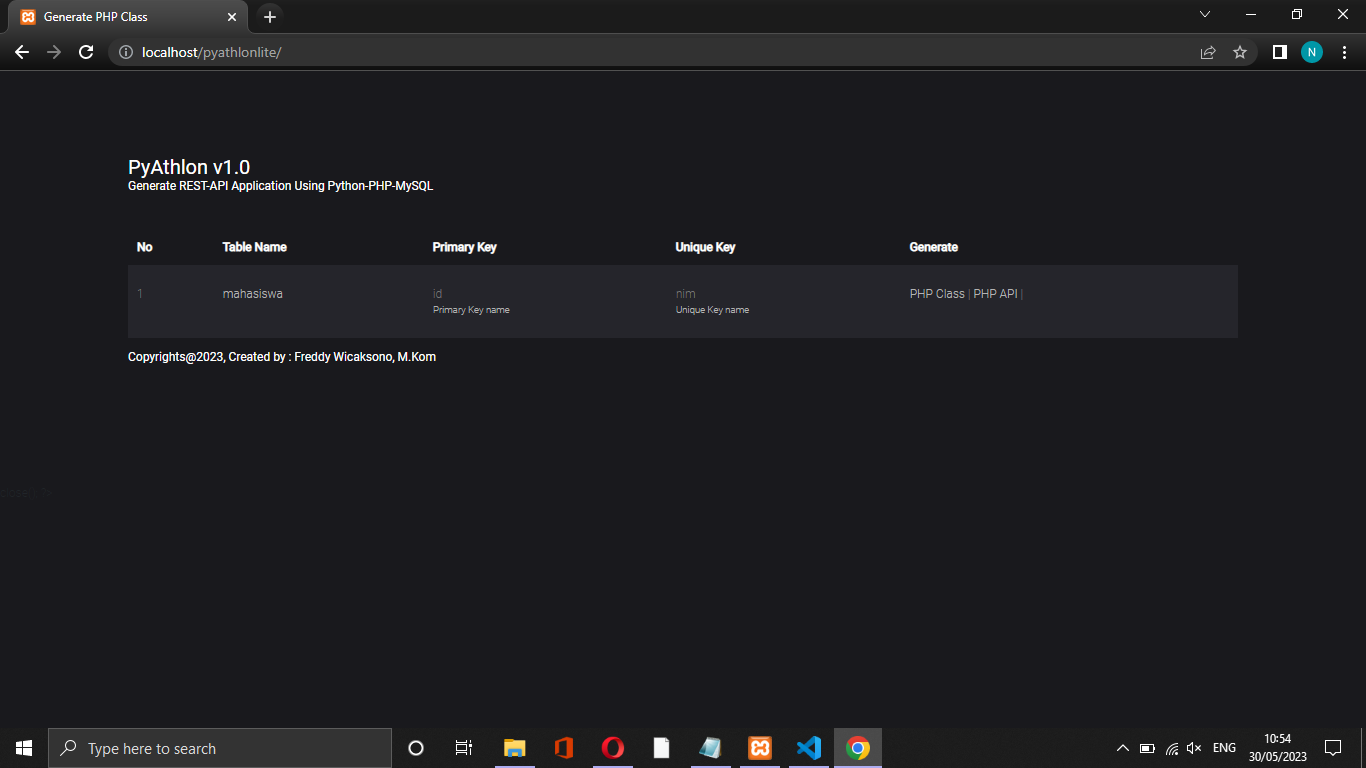 Generate PHP Class
localhost/pyathlonlite/
N
PyAthlon v1.0
Generate REST-API Application Using Python-PHP-MySQL
No Table Name Primary Key Unique Key Generate
1 mahasiswa id nim PHP Class | PHP API |
Primary Key name Unique Key name
Copyrights@2023, Created by : Freddy Wicaksono, M.Kom
Type here to search
ENG
10:54
30/05/2023